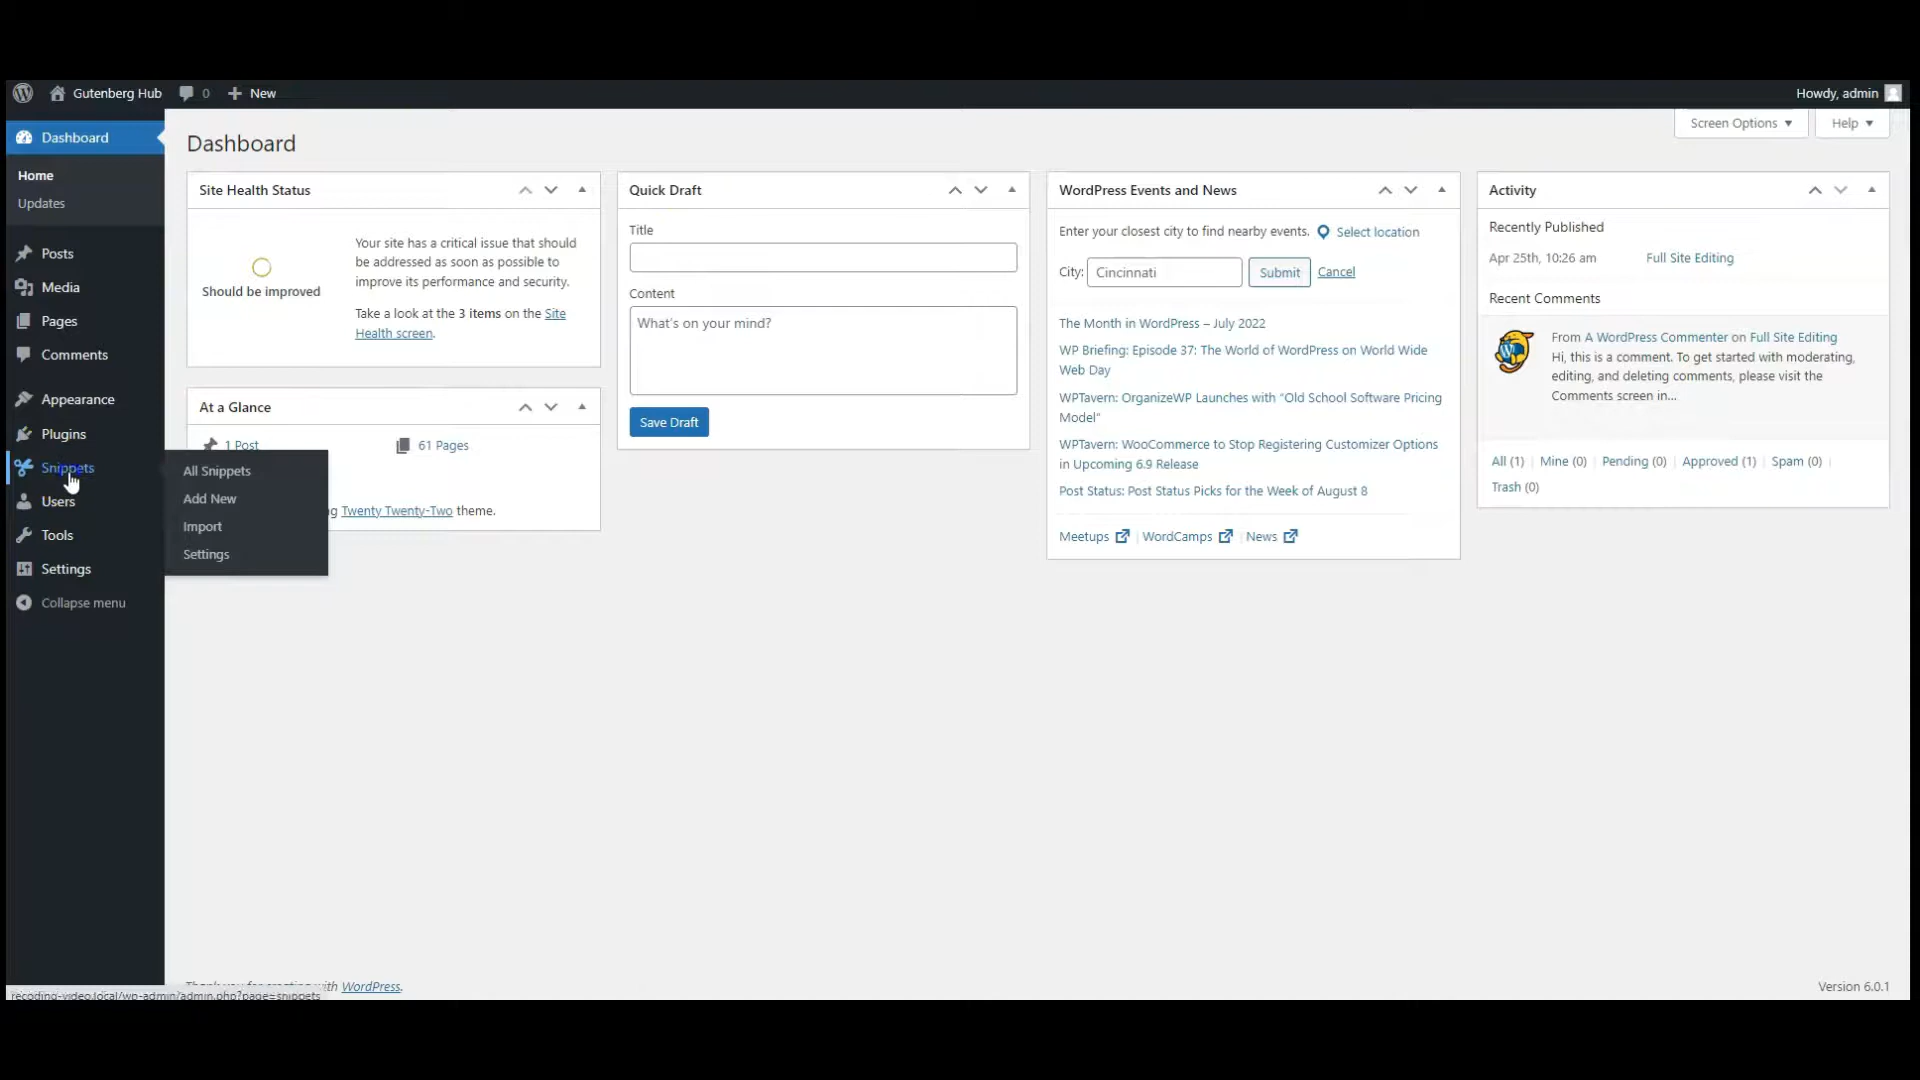 Gutenberg Hub
0
New
Howdy, admin
Dashboard
Home
Updates
Posts
Media
Pages
Comments
Appearance
Plugins
Snippets
Users
Tools
Settings
Collapse menu
All Snippets
Add New
Import
Settings
Dashboard
Screen Options
Help
Site Health Status
Should be improved
Your site has a critical issue that should
be addressed as soon as possible to
improve its performance and security.
Take a look at the 3 items on the Site
Health screen.
At a Glance
1 Post
61 Pages
Twenty Twenty-Two theme.
Quick Draft
Title
Content
What's on your mind?
Save Draft
WordPress Events and News
Enter your closest city to find nearby events.
Select location
City:
Cincinnati
Submit
Cancel
The Month in WordPress – July 2022
WP Briefing: Episode 37: The World of WordPress on World Wide
Web Day
WPTavern: OrganizeWP Launches with “Old School Software Pricing
Model”
WPTavern: WooCommerce to Stop Registering Customizer Options
in Upcoming 6.9 Release
Post Status: Post Status Picks for the Week of August 8
Meetups | WordCamps | News
Activity
Recently Published
Apr 25th, 10:26 am
Full Site Editing
Recent Comments
From A WordPress Commenter on Full Site Editing
Hi, this is a comment. To get started with moderating,
editing, and deleting comments, please visit the
Comments screen in...
All (1) | Mine (0) | Pending (0) | Approved (1) | Spam (0) |
Trash (0)
with WordPress.
Version 6.0.1
recoding-video.local/wp-admin/admin.php?page=snippets